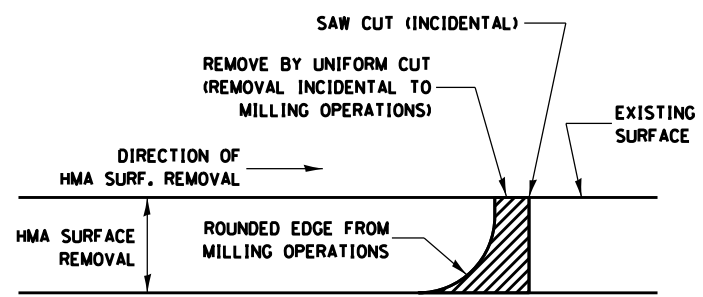 SAW CUT (INCIDENTAL)
REMOVE BY UNIFORM CUT
(REMOVAL INCIDENTAL TO
MILLING OPERATIONS)
EXISTING
SURFACE
DIRECTION OF
HMA SURF. REMOVAL
HMA SURFACE
REMOVAL
ROUNDED EDGE FROM
MILLING OPERATIONS